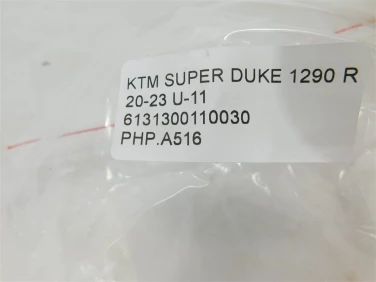 KTM SUPER DUKE 1290 R
20-23 U-11
6131300110030
PHP.A516